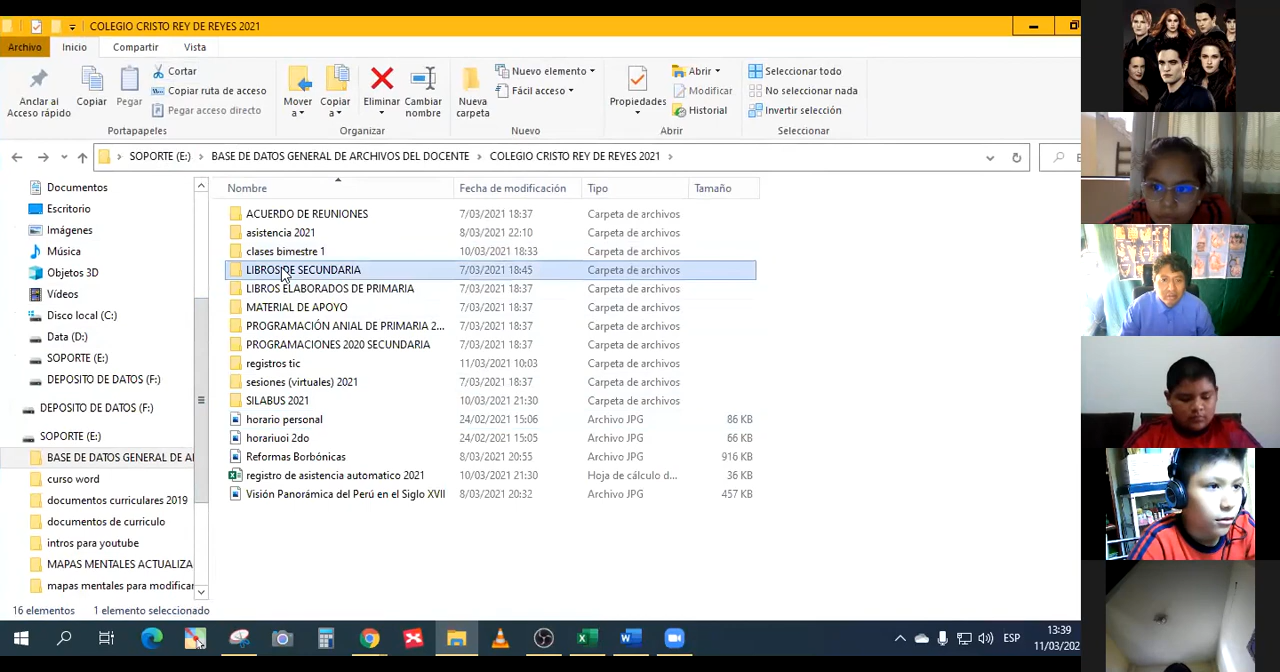 COLEGIO CRISTO REY DE REYES 2021
Archivo Inicio Compartir Vista
Anclar al Acceso rápido
Copiar
Pegar
Cortar
Copiar ruta de acceso
Pegar acceso directo
Portapapeles
Mover a
Copiar a
Eliminar
Cambiar nombre
Organizar
Nueva carpeta
Nuevo elemento
Fácil acceso
Nuevo
Propiedades
Abrir
Modificar
Historial
Abrir
Seleccionar todo
No seleccionar nada
Invertir selección
Seleccionar
SOPORTE (E:) > BASE DE DATOS GENERAL DE ARCHIVOS DEL DOCENTE > COLEGIO CRISTO REY DE REYES 2021 >
Documentos
Escritorio
Imágenes
Música
Objetos 3D
Vídeos
Disco local (C:)
Data (D:)
SOPORTE (E:)
DEPOSITO DE DATOS (F:)
DEPOSITO DE DATOS (F:)
SOPORTE (E:)
BASE DE DATOS GENERAL DE
curso word
documentos curriculares 2019
documentos de curriculo
intros para youtube
MAPAS MENTALES ACTUALIZA
mapas mentales para modificar
Nombre Fecha de modificación Tipo Tamaño
ACUERDO DE REUNIONES 7/03/2021 18:37 Carpeta de archivos
asistencia 2021 8/03/2021 22:10 Carpeta de archivos
clases bimestre 1 10/03/2021 18:33 Carpeta de archivos
LIBROS DE SECUNDARIA 7/03/2021 18:45 Carpeta de archivos
LIBROS ELABORADOS DE PRIMARIA 7/03/2021 18:37 Carpeta de archivos
MATERIAL DE APOYO 7/03/2021 18:37 Carpeta de archivos
PROGRAMACIÓN ANIAL DE PRIMARIA 2... 7/03/2021 18:37 Carpeta de archivos
PROGRAMACIONES 2020 SECUNDARIA 7/03/2021 18:37 Carpeta de archivos
registros tic 11/03/2021 10:03 Carpeta de archivos
sesiones (virtuales) 2021 7/03/2021 18:37 Carpeta de archivos
SILABUS 2021 10/03/2021 21:30 Carpeta de archivos
horario personal 24/02/2021 15:06 Archivo JPG 86 KB
horariuoi 2do 24/02/2021 15:05 Archivo JPG 66 KB
Reformas Borbónicas 8/03/2021 20:55 Archivo JPG 916 KB
registro de asistencia automatico 2021 10/03/2021 21:30 Hoja de cálculo d... 36 KB
Visión Panorámica del Perú en el Siglo XVII 8/03/2021 20:32 Archivo JPG 457 KB
16 elementos 1 elemento seleccionado
ESP
13:39
11/03/202